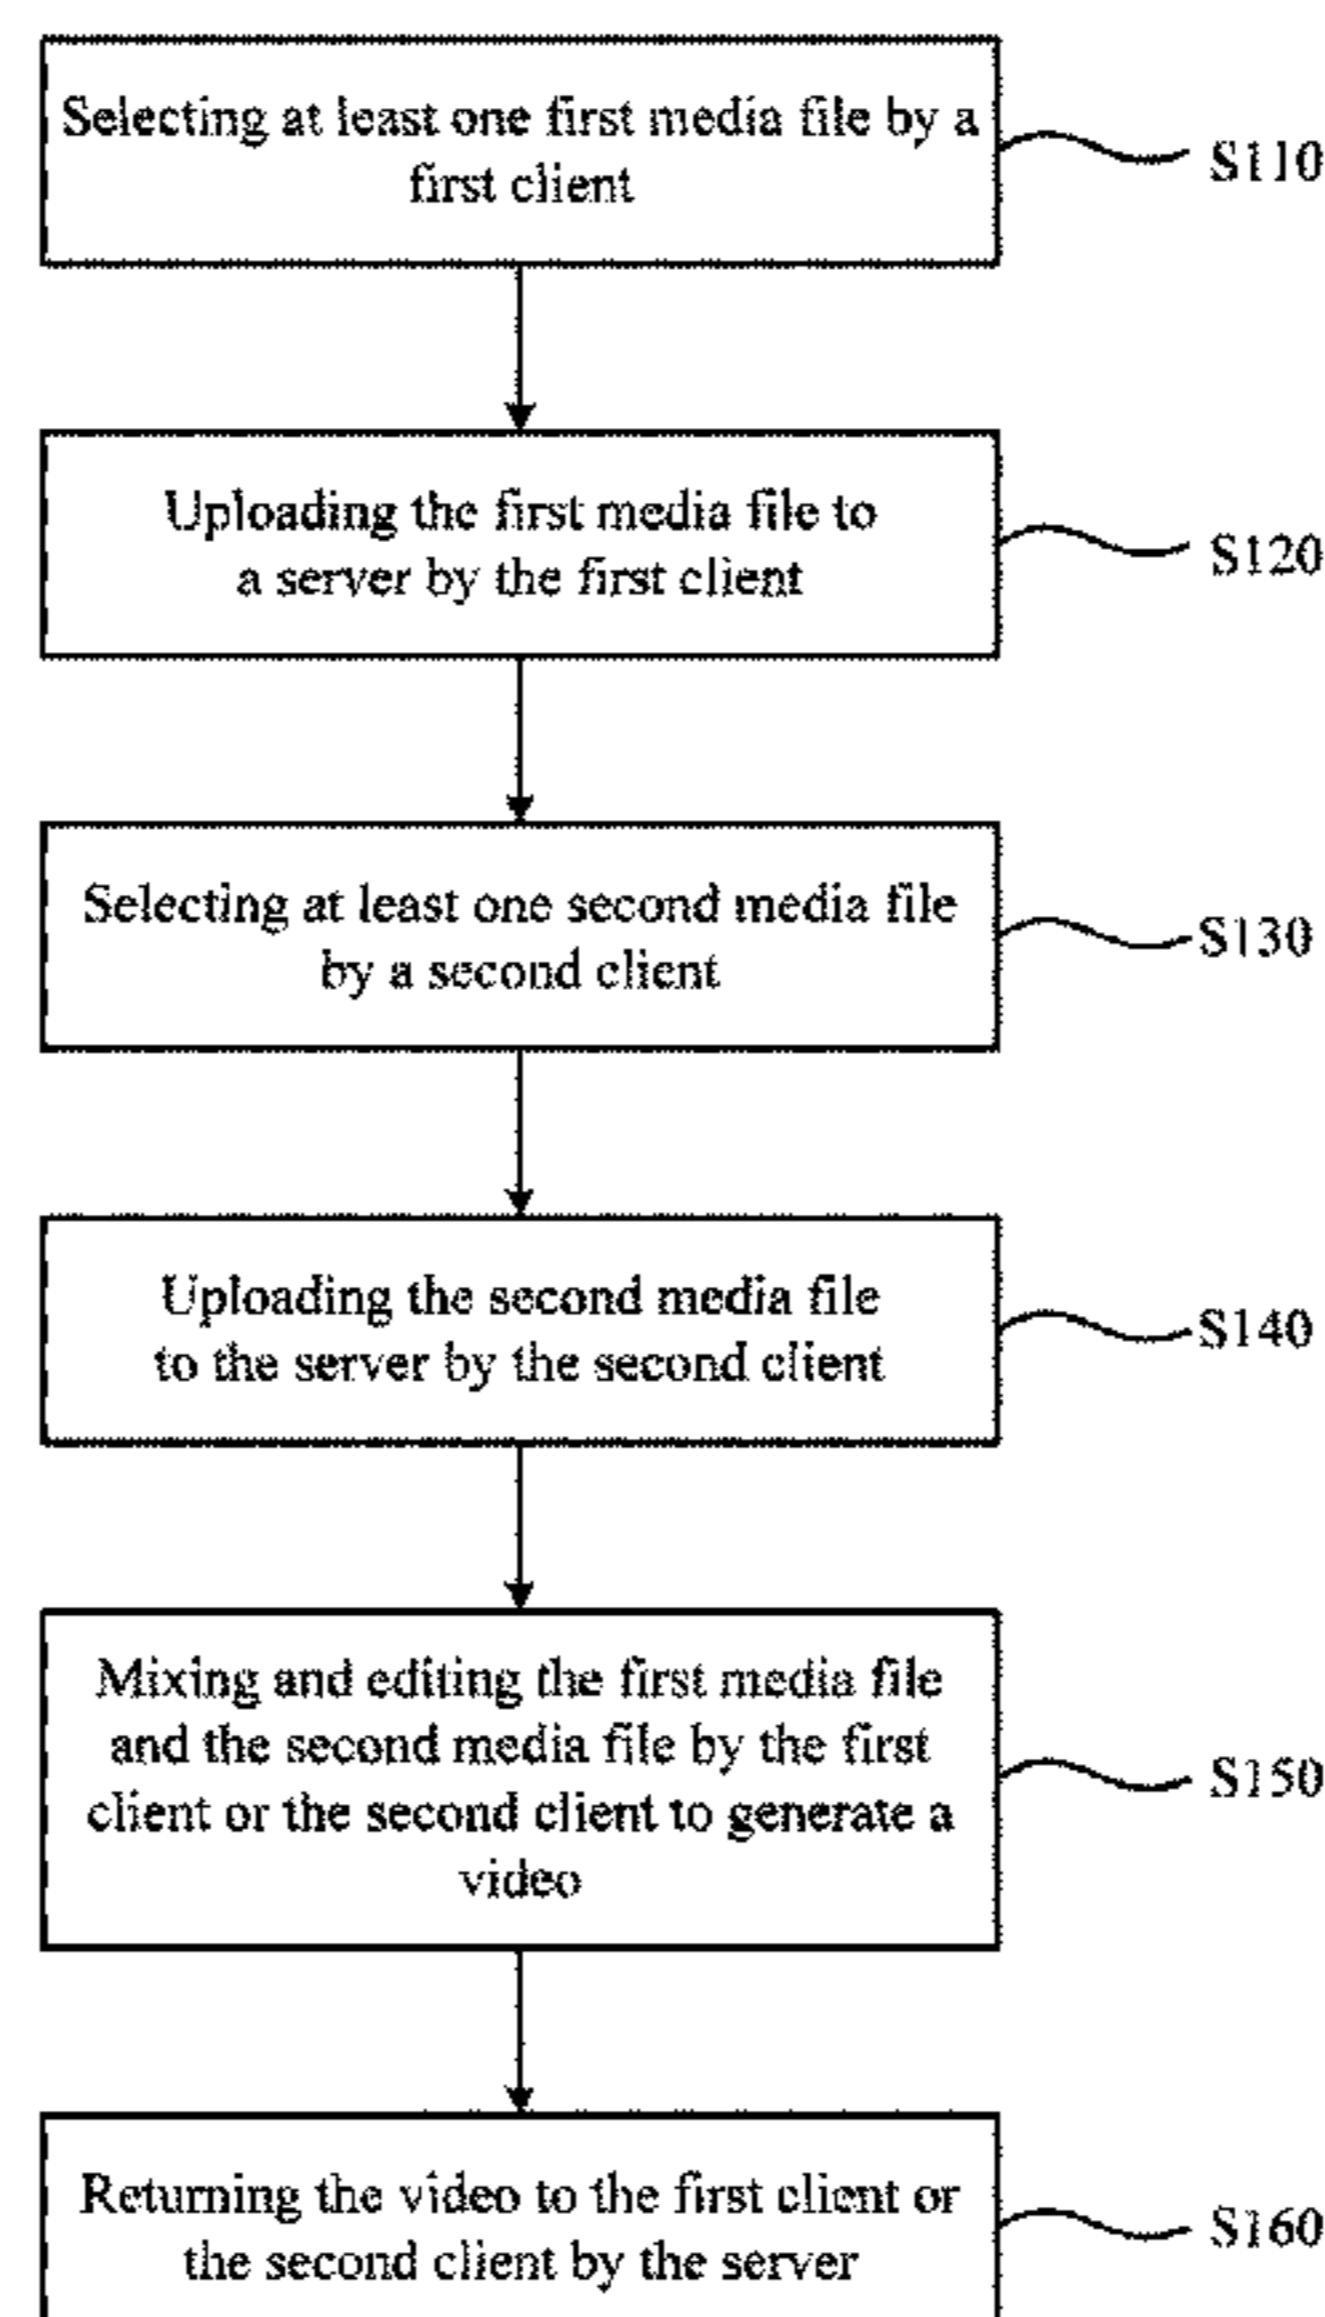 Selecting at least one first media file by a
first client
S110
Uploading the first media file to
a server by the first client
S120
Selecting at least one second media file
by a second client
S130
Uploading the second media file
to the server by the second client
S140
Mixing and editing the first media file
and the second media file by the first
client or the second client to generate a
video
S150
Returning the video to the first client or
the second client by the server
S160